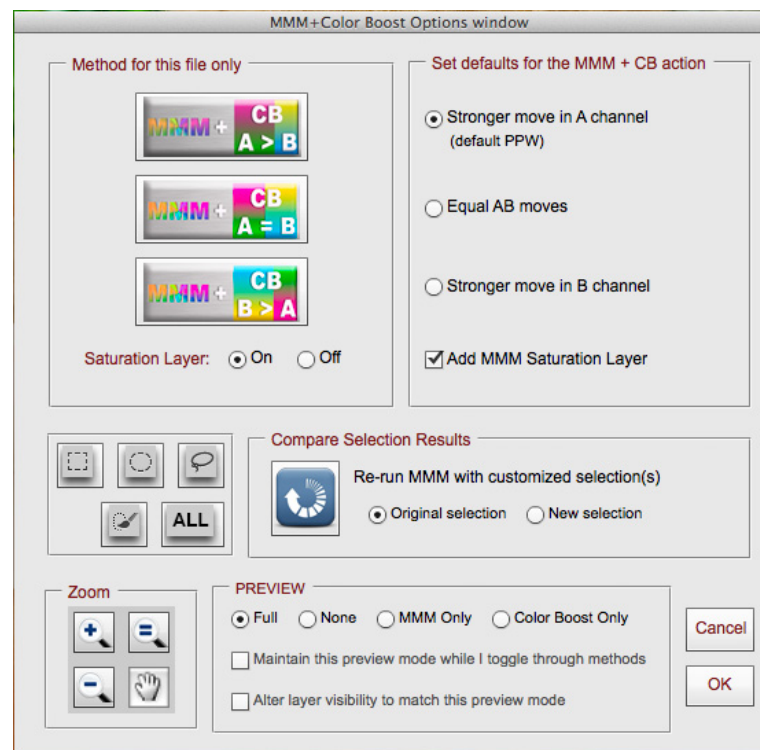 MMM+Color Boost Options window
Method for this file only
MMM + CB A > B
MMM + CB A = B
MMM + CB B > A
Saturation Layer: On Off
Set defaults for the MMM + CB action
Stronger move in A channel
(default PPW)
Equal AB moves
Stronger move in B channel
Add MMM Saturation Layer
ALL
Compare Selection Results
Re-run MMM with customized selection(s)
Original selection New selection
Zoom
PREVIEW
Full None MMM Only Color Boost Only
Maintain this preview mode while I toggle through methods
Alter layer visibility to match this preview mode
Cancel
OK